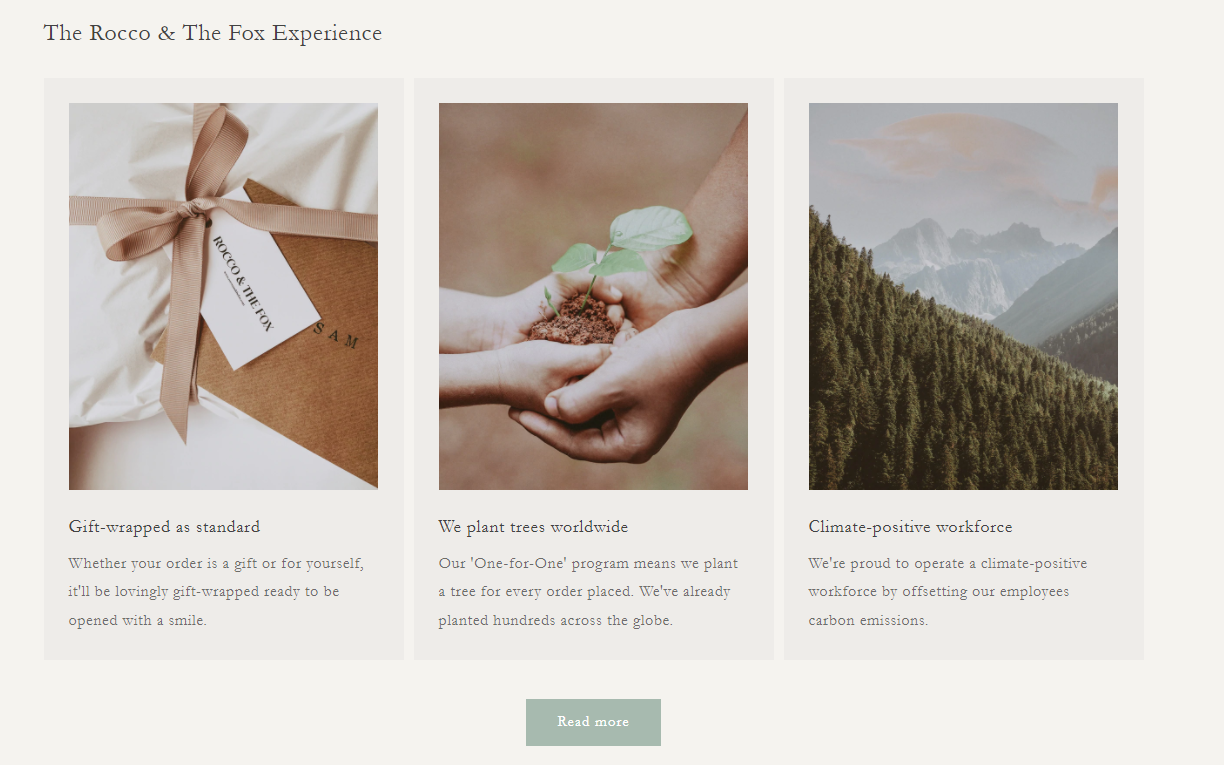 The Rocco & The Fox Experience
ROCCO & THE FOX
SAM
Gift-wrapped as standard
Whether your order is a gift or for yourself,
it'll be lovingly gift-wrapped ready to be
opened with a smile.
We plant trees worldwide
Our 'One-for-One' program means we plant
a tree for every order placed. We've already
planted hundreds across the globe.
Climate-positive workforce
We're proud to operate a climate-positive
workforce by offsetting our employees
carbon emissions.
Read more